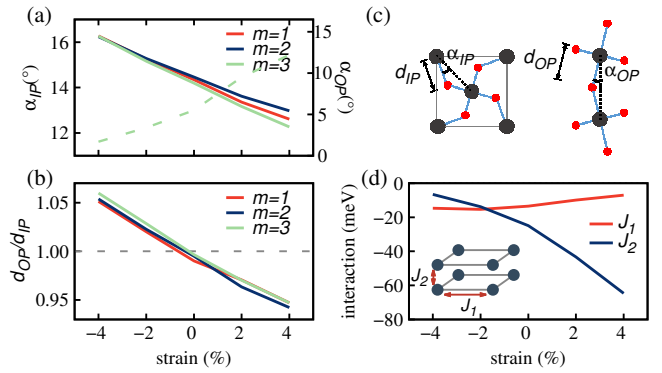 (a)
16
14
12
α_IP(°)
m=1
m=2
m=3
15
10
5
0
α_OP(°)
(b)
1.05
1.00
0.95
d_OP/d_IP
m=1
m=2
m=3
−4 −2 0 2 4
strain (%)
(c)
α_IP
d_IP
d_OP
α_OP
(d)
0
−20
−40
−60
−80
interaction (meV)
J_1
J_2
J_2
J_1
−4 −2 0 2 4
strain (%)